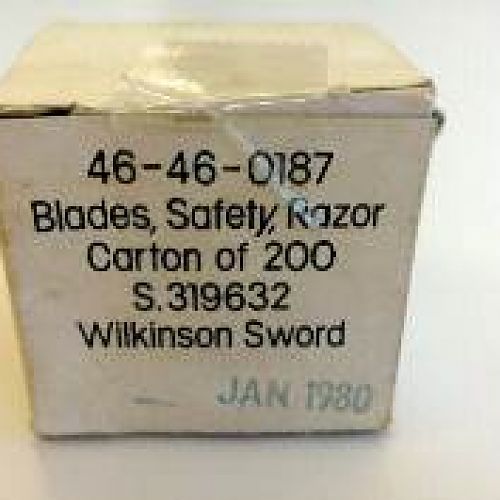 46-46-0187
Blades, Safety, Razor
Carton of 200
S.319632
Wilkinson Sword
JAN 1980